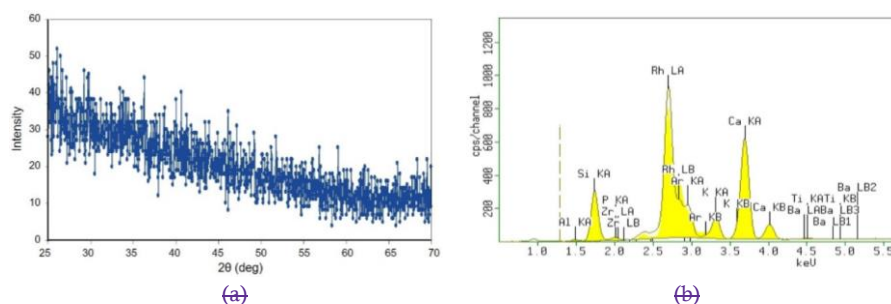 60
50
40
30
20
10
0
Intensity
25 30 35 40 45 50 55 60 65 70
2θ (deg)
(a)
1200
1000
800
600
400
200
cps/channel
Rh LA
Ca KA
Si KA
Rh LB
Ar KA
P KA
Zr LA
Zr LB
Al KA
K KA
K KB
Ar KB
Ca KB
Ti KA
Ba LA
Ti KB
Ba LB1
Ba LB3
Ba LB2
1.0 1.5 2.0 2.5 3.0 3.5 4.0 4.5 5.0 5.5
keV
(b)